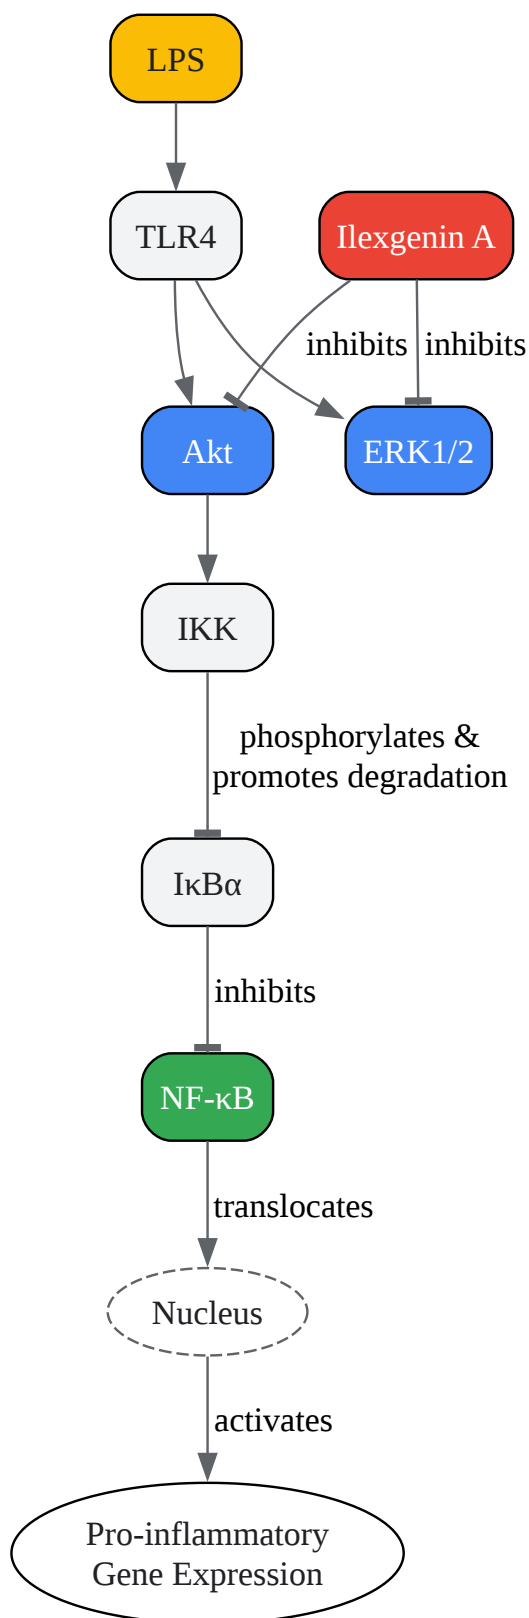 LPS
TLR4
Ilexgenin A
inhibits
inhibits
Akt
ERK1/2
IKK
phosphorylates &
promotes degradation
IκBα
inhibits
NF-κB
translocates
Nucleus
activates
Pro-inflammatory
Gene Expression